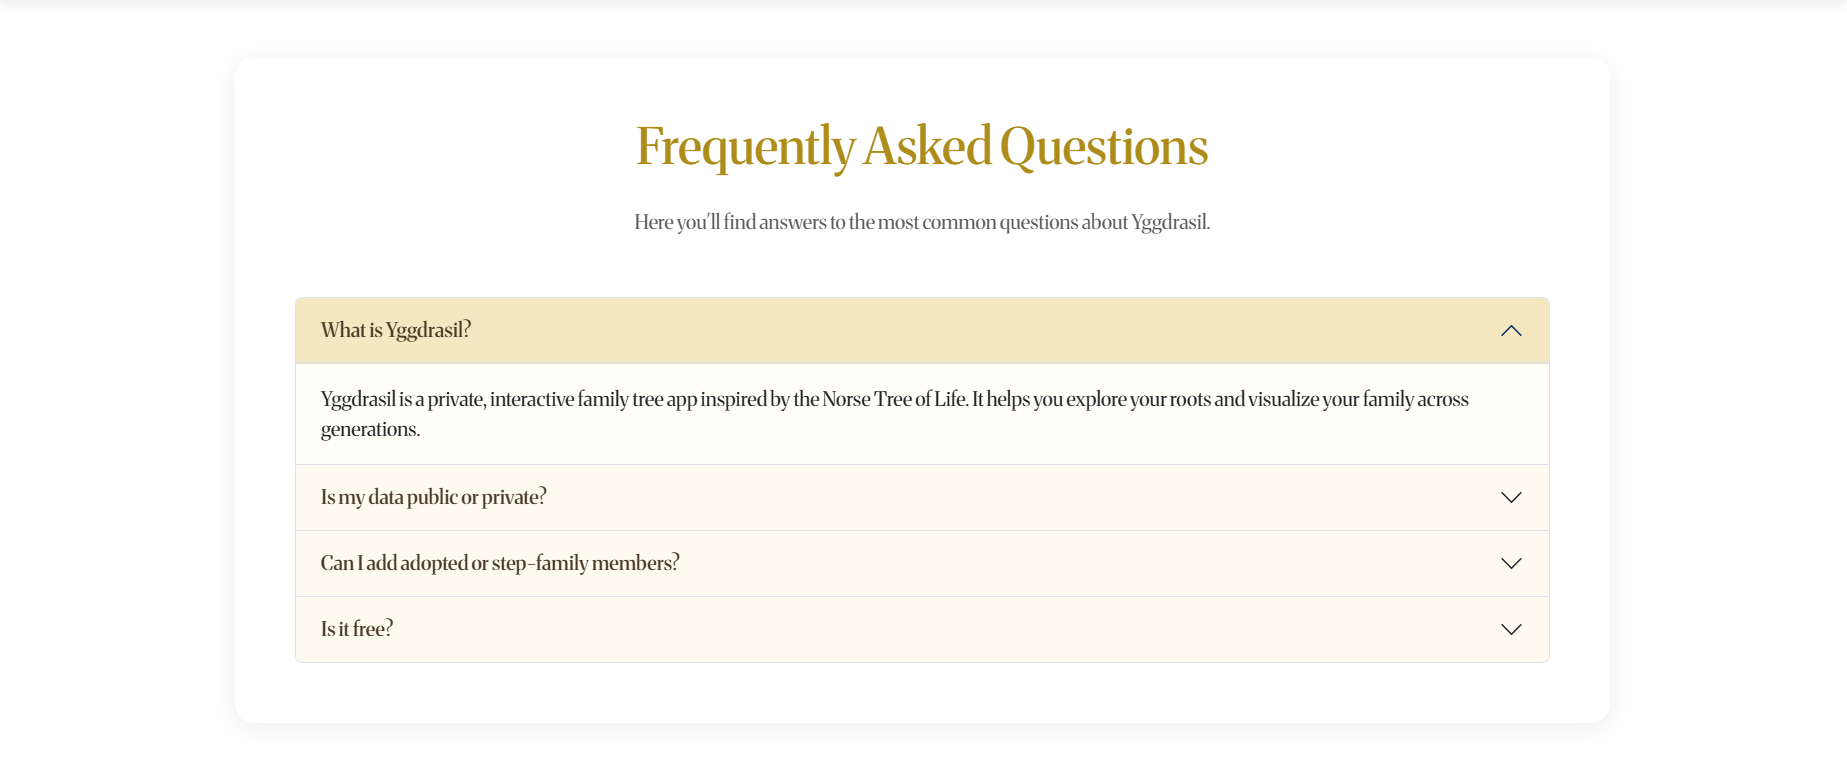 Frequently Asked Questions
Here you'll find answers to the most common questions about Yggdrasil.
What is Yggdrasil?
Yggdrasil is a private, interactive family tree app inspired by the Norse Tree of Life. It helps you explore your roots and visualize your family across
generations.
Is my data public or private?
Can I add adopted or step-family members?
Is it free?